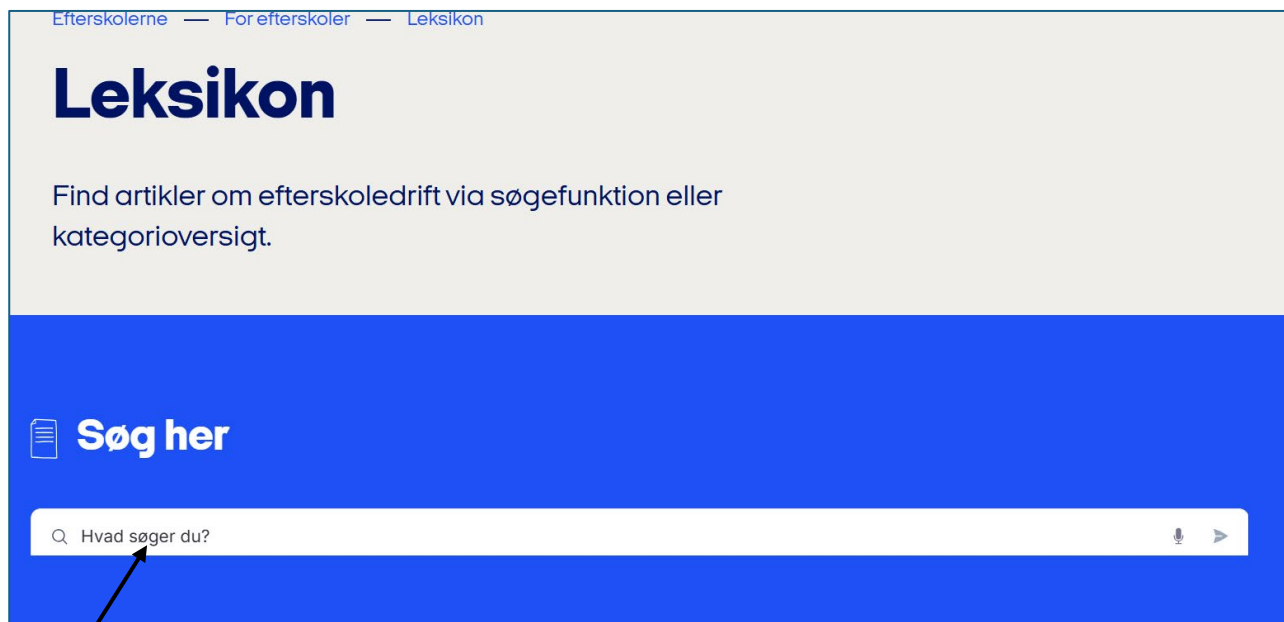 Efterskolerne — For efterskoler — Leksikon
Leksikon
Find artikler om efterskoledrift via søgefunktion eller
kategorioversigt.
Søg her
Hvad søger du?